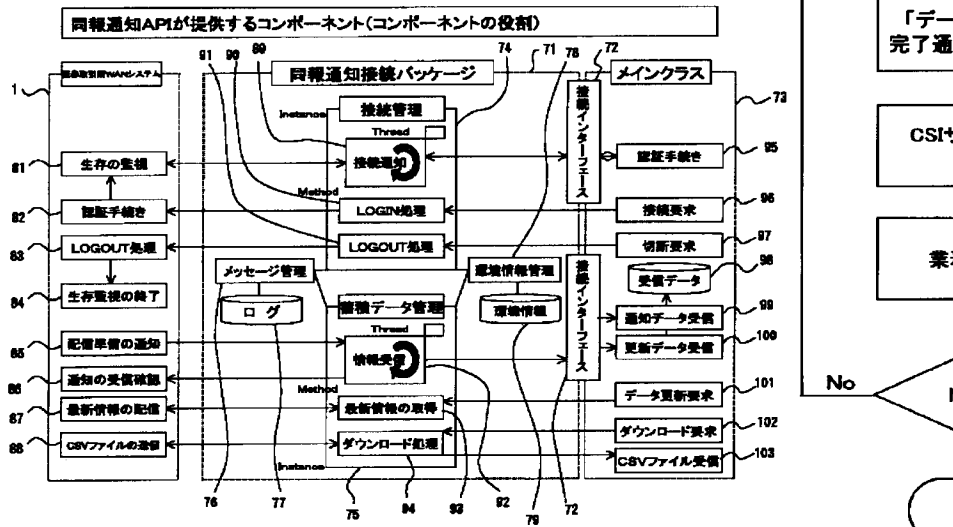 同報通知APIが提供するコンポーネント(コンポーネントの役割)
91 90 89 74 71 72 78
1
同報通知接続パッケージ
メインクラス
73
Instance
接続管理
Thread
接続インターフェース
81
生存の監視
接続通知
認証手続き
95
Method
82
認証手続き
LOGIN処理
接続要求
96
83
LOGOUT処理
LOGOUT処理
切断要求
97
メッセージ管理
環境情報管理
受信データ
98
84
生存監視の終了
ログ
蓄積データ管理
環境情報
接続インターフェース
通知データ受信
99
Thread
85
配信準備の通知
情報受信
更新データ受信
100
86
通知の受信確認
Method
87
最新情報の配信
最新情報の取得
データ更新要求
101
88
CSVファイルの送信
ダウンロード処理
ダウンロード要求
102
Instance
CSVファイル受信
103
76 77 75 94 93 92 79 72
「デー
完了通
CSIサ
業
No